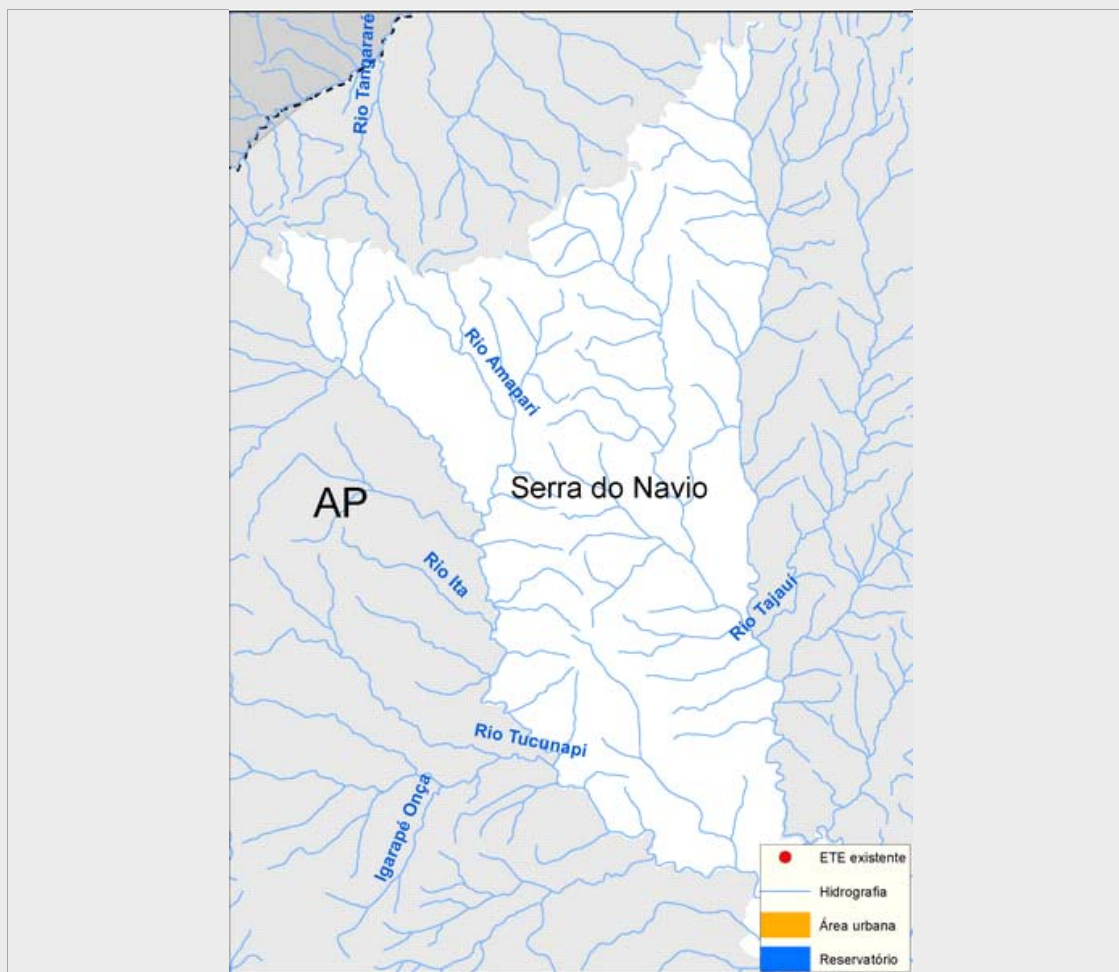 Rio Tangararé
Rio Amapari
Serra do Navio
AP
Rio Ita
Rio Tajauí
Rio Tucunapi
Igarapé Onça
ETE existente
Hidrografia
Área urbana
Reservatório